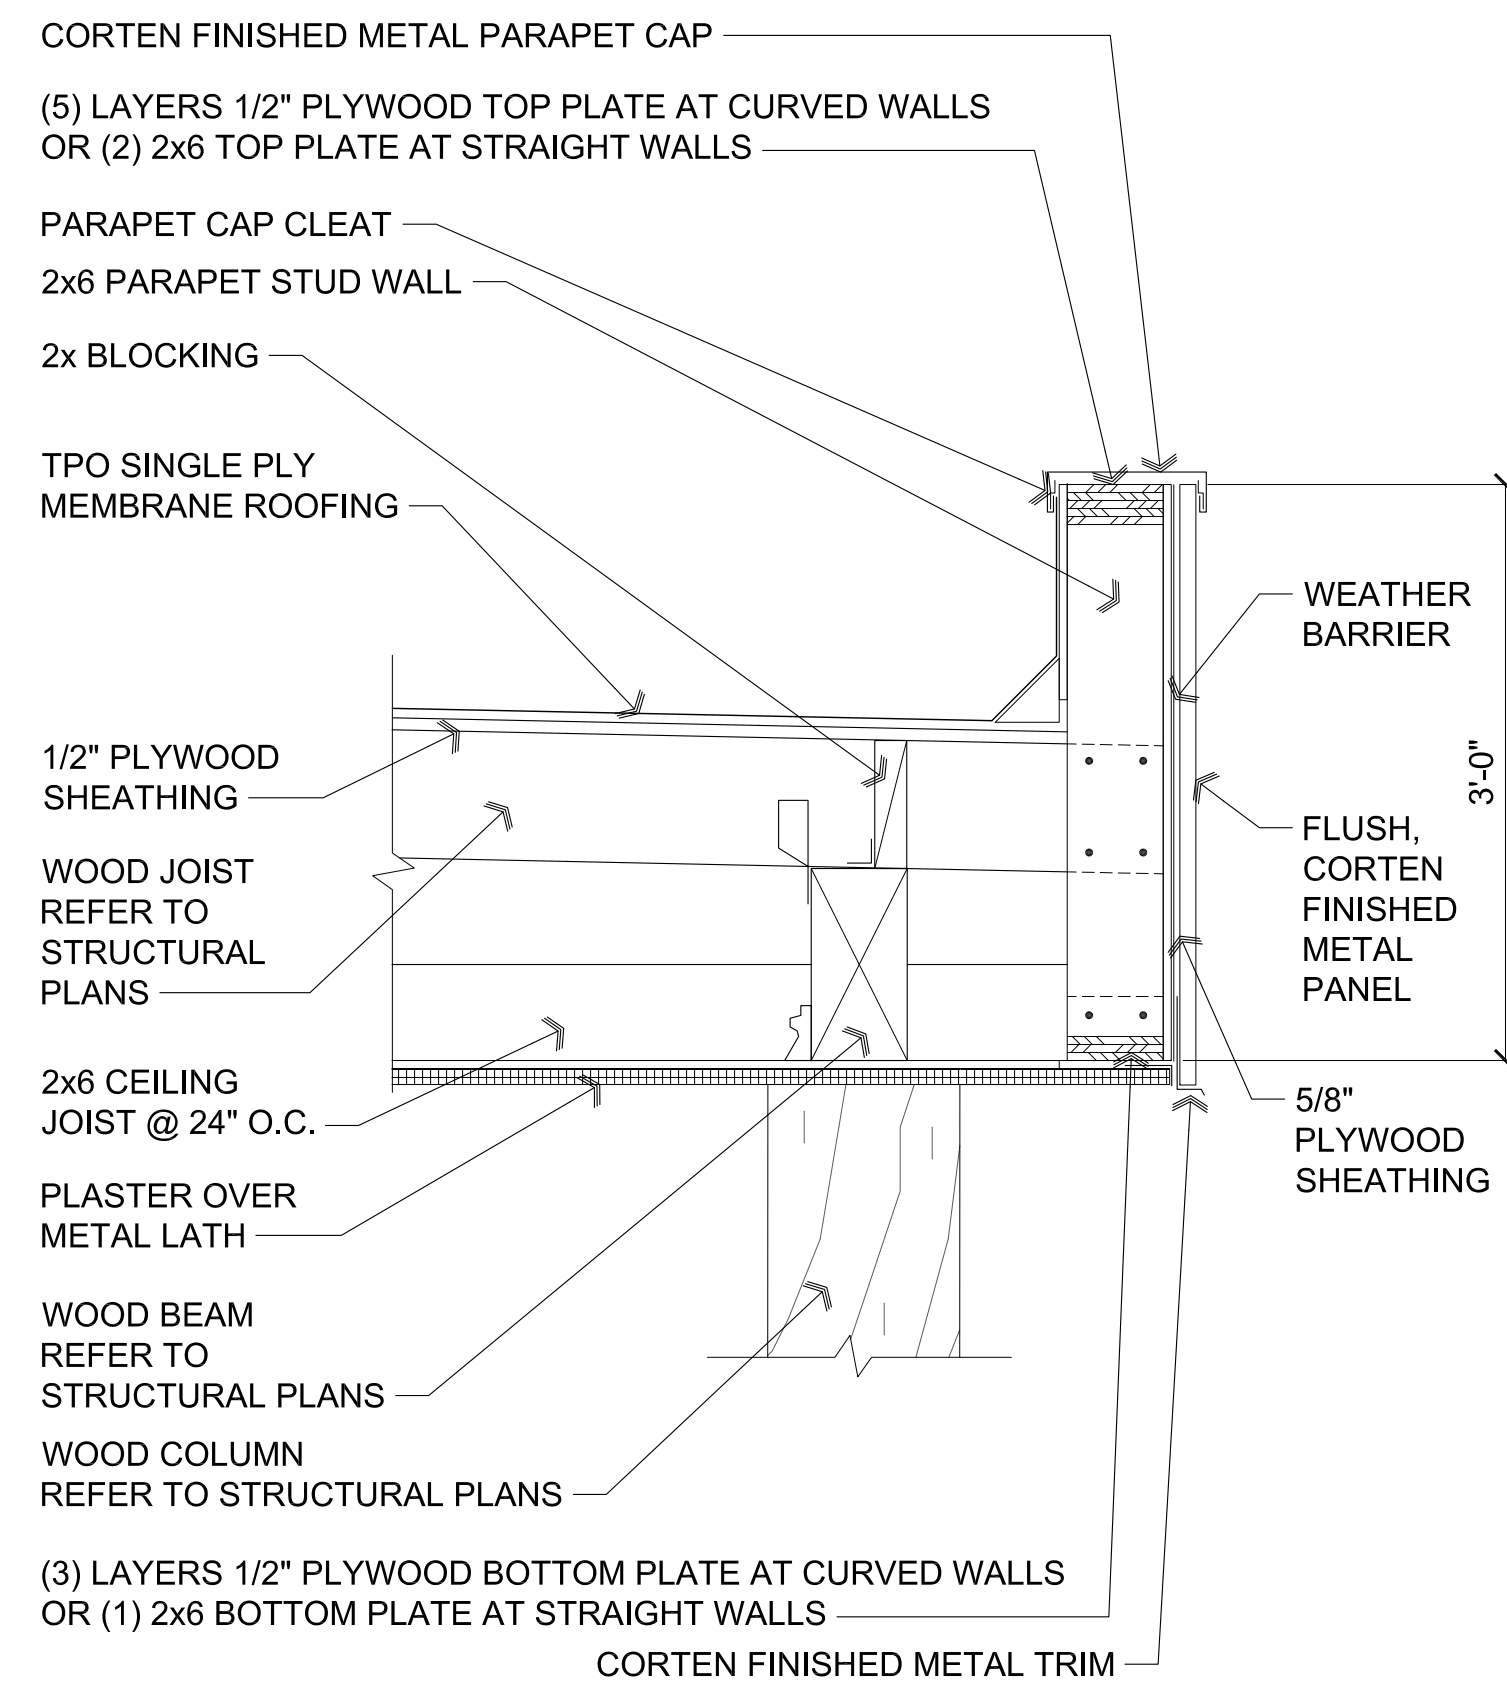 CORTEN FINISHED METAL PARAPET CAP
(5) LAYERS 1/2" PLYWOOD TOP PLATE AT CURVED WALLS
OR (2) 2x6 TOP PLATE AT STRAIGHT WALLS
PARAPET CAP CLEAT
2x6 PARAPET STUD WALL
2x BLOCKING
TPO SINGLE PLY
MEMBRANE ROOFING
1/2" PLYWOOD
SHEATHING
WOOD JOIST
REFER TO
STRUCTURAL
PLANS
2x6 CEILING
JOIST @ 24" O.C.
PLASTER OVER
METAL LATH
WOOD BEAM
REFER TO
STRUCTURAL PLANS
WOOD COLUMN
REFER TO STRUCTURAL PLANS
(3) LAYERS 1/2" PLYWOOD BOTTOM PLATE AT CURVED WALLS
OR (1) 2x6 BOTTOM PLATE AT STRAIGHT WALLS
CORTEN FINISHED METAL TRIM
WEATHER
BARRIER
3'-0"
FLUSH,
CORTEN
FINISHED
METAL
PANEL
5/8"
PLYWOOD
SHEATHING